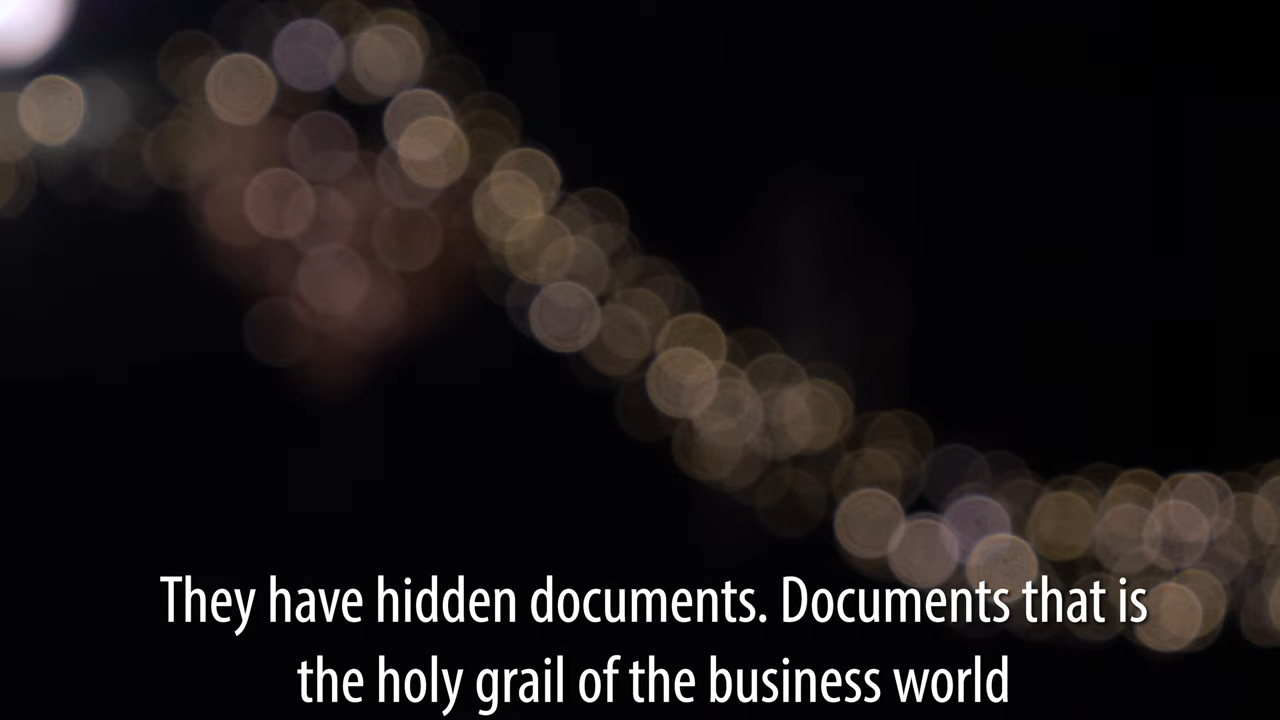 They have hidden documents. Documents that is
the holy grail of the business world